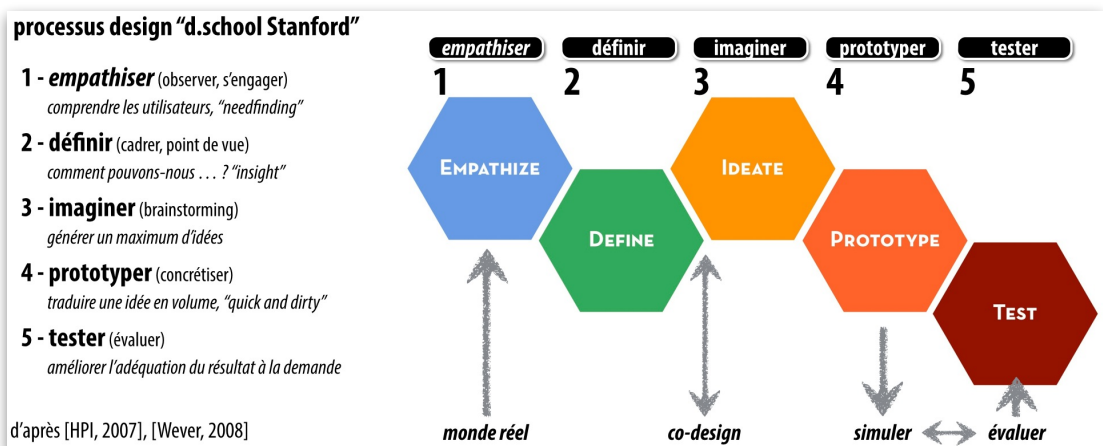 processus design “d.school Stanford”
1 - empathiser (observer, s’engager)
comprendre les utilisateurs, “needfinding”
2 - définir (cadrer, point de vue)
comment pouvons-nous … ? “insight”
3 - imaginer (brainstorming)
générer un maximum d’idées
4 - prototyper (concrétiser)
traduire une idée en volume, “quick and dirty”
5 - tester (évaluer)
améliorer l’adéquation du résultat à la demande
d’après [HPI, 2007], [Wever, 2008]
empathiser définir imaginer prototyper tester
1 2 3 4 5
EMPATHIZE
DEFINE
IDEATE
PROTOTYPE
TEST
monde réel co-design simuler évaluer